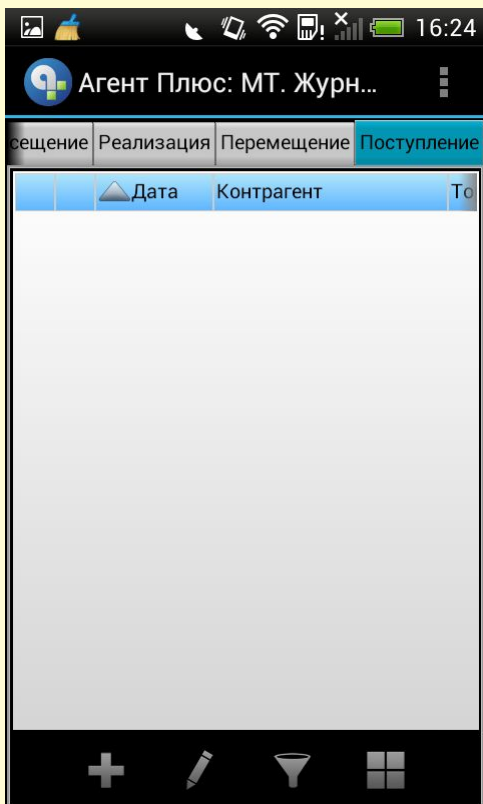 16:24
Агент Плюс: МТ. Журн...
сещение Реализация Перемещение Поступление
Дата Контрагент То